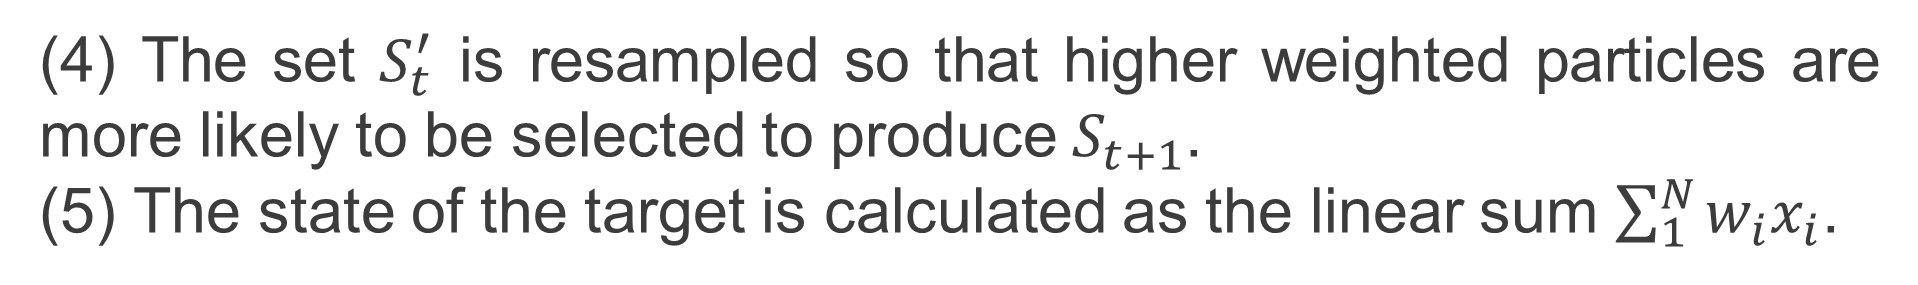 (4) The set $S'_t$ is resampled so that higher weighted particles are
more likely to be selected to produce $S_{t+1}$.
(5) The state of the target is calculated as the linear sum $\sum_1^N w_i x_i$.